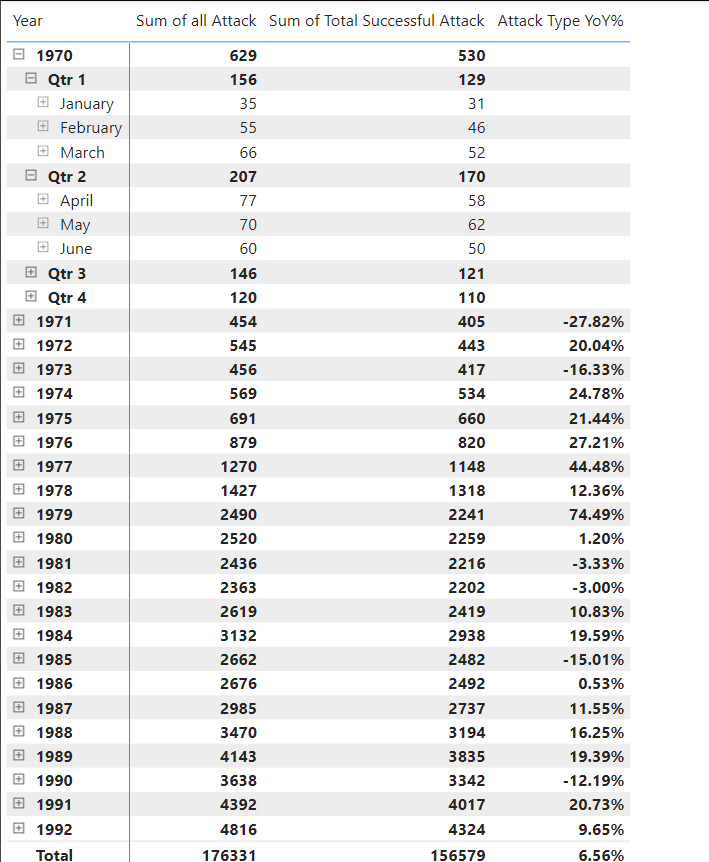 Year Sum of all Attack Sum of Total Successful Attack Attack Type YoY%
1970 629 530
Qtr 1 156 129
January 35 31
February 55 46
March 66 52
Qtr 2 207 170
April 77 58
May 70 62
June 60 50
Qtr 3 146 121
Qtr 4 120 110
1971 454 405 -27.82%
1972 545 443 20.04%
1973 456 417 -16.33%
1974 569 534 24.78%
1975 691 660 21.44%
1976 879 820 27.21%
1977 1270 1148 44.48%
1978 1427 1318 12.36%
1979 2490 2241 74.49%
1980 2520 2259 1.20%
1981 2436 2216 -3.33%
1982 2363 2202 -3.00%
1983 2619 2419 10.83%
1984 3132 2938 19.59%
1985 2662 2482 -15.01%
1986 2676 2492 0.53%
1987 2985 2737 11.55%
1988 3470 3194 16.25%
1989 4143 3835 19.39%
1990 3638 3342 -12.19%
1991 4392 4017 20.73%
1992 4816 4324 9.65%
Total 176331 156579 6.56%